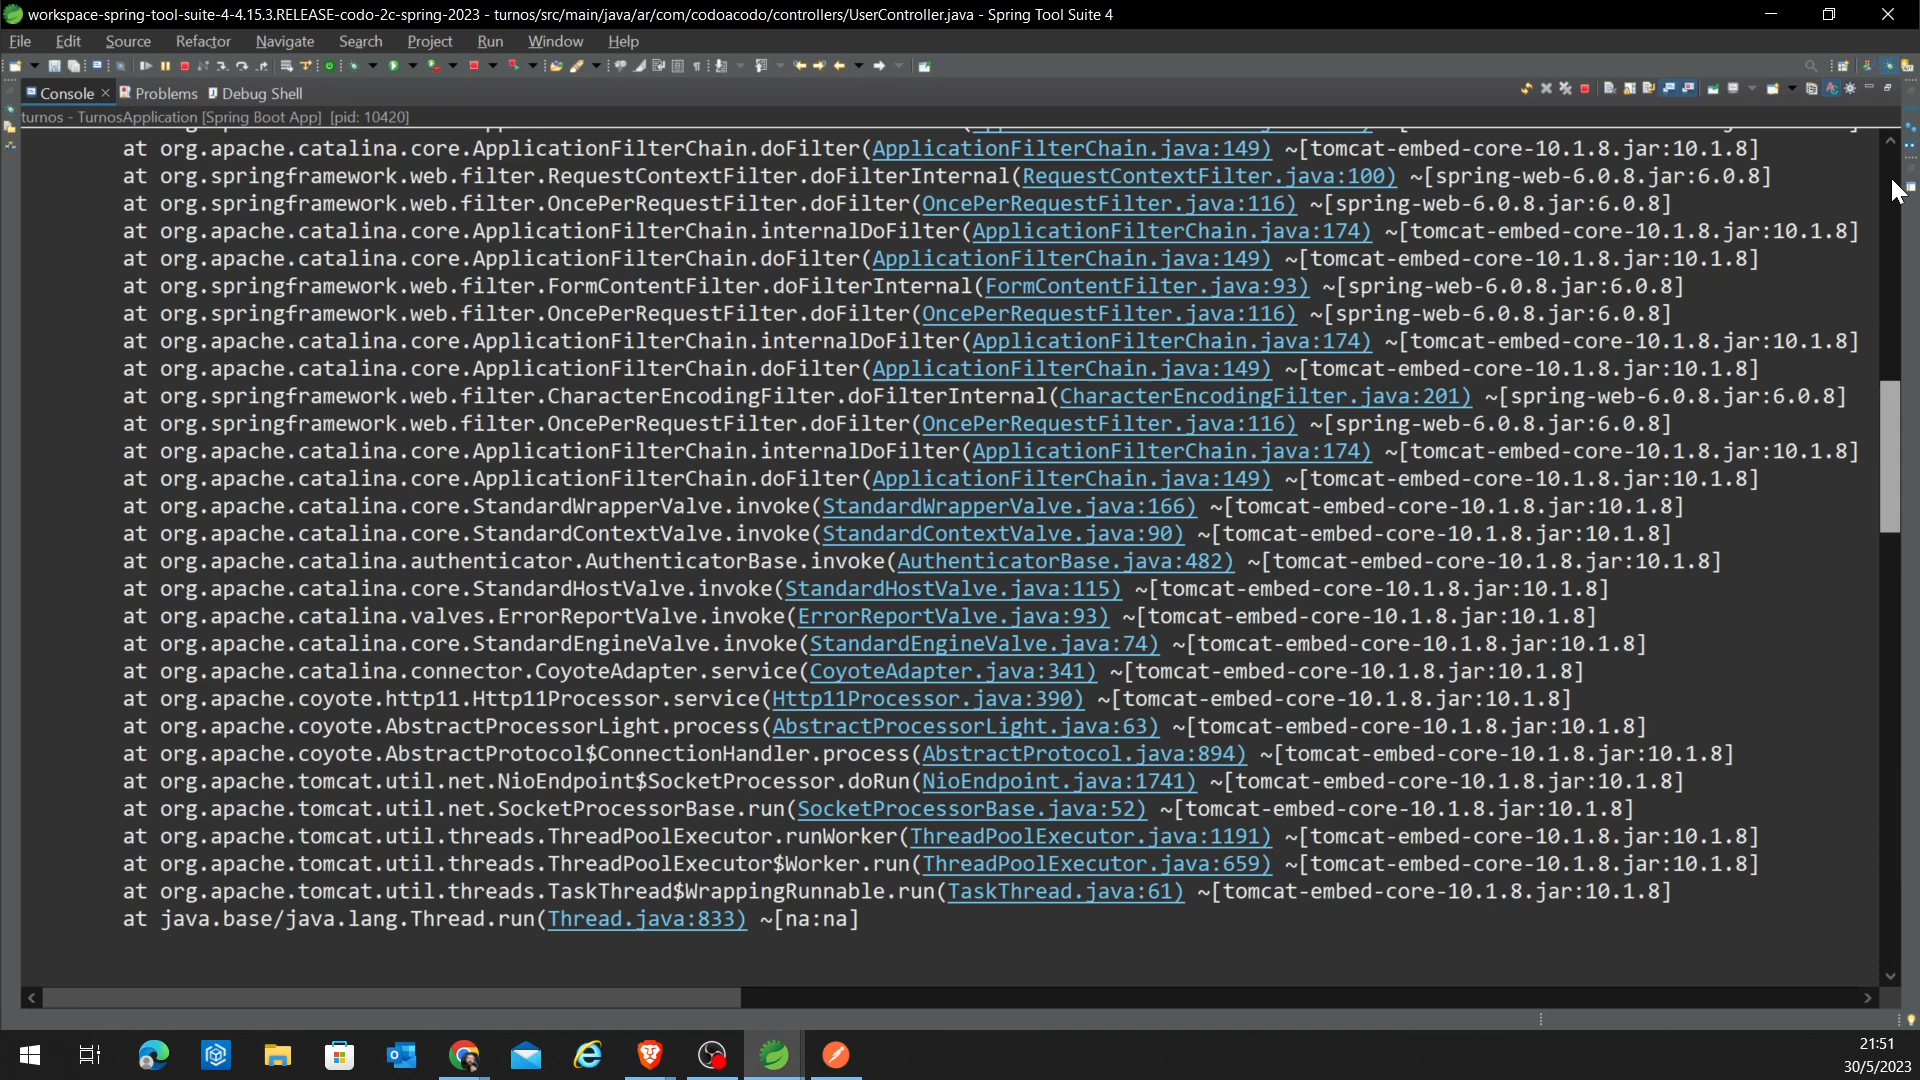 workspace-spring-tool-suite-4-4.15.3.RELEASE-codo-2c-spring-2023 - turnos/src/main/java/ar/com/codoacodo/controllers/UserController.java - Spring Tool Suite 4
File Edit Source Refactor Navigate Search Project Run Window Help
Console Problems Debug Shell
turnos - TurnosApplication [Spring Boot App] [pid: 10420]
at org.apache.catalina.core.ApplicationFilterChain.doFilter(ApplicationFilterChain.java:149) ~[tomcat-embed-core-10.1.8.jar:10.1.8]
at org.springframework.web.filter.RequestContextFilter.doFilterInternal(RequestContextFilter.java:100) ~[spring-web-6.0.8.jar:6.0.8]
at org.springframework.web.filter.OncePerRequestFilter.doFilter(OncePerRequestFilter.java:116) ~[spring-web-6.0.8.jar:6.0.8]
at org.apache.catalina.core.ApplicationFilterChain.internalDoFilter(ApplicationFilterChain.java:174) ~[tomcat-embed-core-10.1.8.jar:10.1.8]
at org.apache.catalina.core.ApplicationFilterChain.doFilter(ApplicationFilterChain.java:149) ~[tomcat-embed-core-10.1.8.jar:10.1.8]
at org.springframework.web.filter.FormContentFilter.doFilterInternal(FormContentFilter.java:93) ~[spring-web-6.0.8.jar:6.0.8]
at org.springframework.web.filter.OncePerRequestFilter.doFilter(OncePerRequestFilter.java:116) ~[spring-web-6.0.8.jar:6.0.8]
at org.apache.catalina.core.ApplicationFilterChain.internalDoFilter(ApplicationFilterChain.java:174) ~[tomcat-embed-core-10.1.8.jar:10.1.8]
at org.apache.catalina.core.ApplicationFilterChain.doFilter(ApplicationFilterChain.java:149) ~[tomcat-embed-core-10.1.8.jar:10.1.8]
at org.springframework.web.filter.CharacterEncodingFilter.doFilterInternal(CharacterEncodingFilter.java:201) ~[spring-web-6.0.8.jar:6.0.8]
at org.springframework.web.filter.OncePerRequestFilter.doFilter(OncePerRequestFilter.java:116) ~[spring-web-6.0.8.jar:6.0.8]
at org.apache.catalina.core.ApplicationFilterChain.internalDoFilter(ApplicationFilterChain.java:174) ~[tomcat-embed-core-10.1.8.jar:10.1.8]
at org.apache.catalina.core.ApplicationFilterChain.doFilter(ApplicationFilterChain.java:149) ~[tomcat-embed-core-10.1.8.jar:10.1.8]
at org.apache.catalina.core.StandardWrapperValve.invoke(StandardWrapperValve.java:166) ~[tomcat-embed-core-10.1.8.jar:10.1.8]
at org.apache.catalina.core.StandardContextValve.invoke(StandardContextValve.java:90) ~[tomcat-embed-core-10.1.8.jar:10.1.8]
at org.apache.catalina.authenticator.AuthenticatorBase.invoke(AuthenticatorBase.java:482) ~[tomcat-embed-core-10.1.8.jar:10.1.8]
at org.apache.catalina.core.StandardHostValve.invoke(StandardHostValve.java:115) ~[tomcat-embed-core-10.1.8.jar:10.1.8]
at org.apache.catalina.valves.ErrorReportValve.invoke(ErrorReportValve.java:93) ~[tomcat-embed-core-10.1.8.jar:10.1.8]
at org.apache.catalina.core.StandardEngineValve.invoke(StandardEngineValve.java:74) ~[tomcat-embed-core-10.1.8.jar:10.1.8]
at org.apache.catalina.connector.CoyoteAdapter.service(CoyoteAdapter.java:341) ~[tomcat-embed-core-10.1.8.jar:10.1.8]
at org.apache.coyote.http11.Http11Processor.service(Http11Processor.java:390) ~[tomcat-embed-core-10.1.8.jar:10.1.8]
at org.apache.coyote.AbstractProcessorLight.process(AbstractProcessorLight.java:63) ~[tomcat-embed-core-10.1.8.jar:10.1.8]
at org.apache.coyote.AbstractProtocol$ConnectionHandler.process(AbstractProtocol.java:894) ~[tomcat-embed-core-10.1.8.jar:10.1.8]
at org.apache.tomcat.util.net.NioEndpoint$SocketProcessor.doRun(NioEndpoint.java:1741) ~[tomcat-embed-core-10.1.8.jar:10.1.8]
at org.apache.tomcat.util.net.SocketProcessorBase.run(SocketProcessorBase.java:52) ~[tomcat-embed-core-10.1.8.jar:10.1.8]
at org.apache.tomcat.util.threads.ThreadPoolExecutor.runWorker(ThreadPoolExecutor.java:1191) ~[tomcat-embed-core-10.1.8.jar:10.1.8]
at org.apache.tomcat.util.threads.ThreadPoolExecutor$Worker.run(ThreadPoolExecutor.java:659) ~[tomcat-embed-core-10.1.8.jar:10.1.8]
at org.apache.tomcat.util.threads.TaskThread$WrappingRunnable.run(TaskThread.java:61) ~[tomcat-embed-core-10.1.8.jar:10.1.8]
at java.base/java.lang.Thread.run(Thread.java:833) ~[na:na]
21:51
30/5/2023